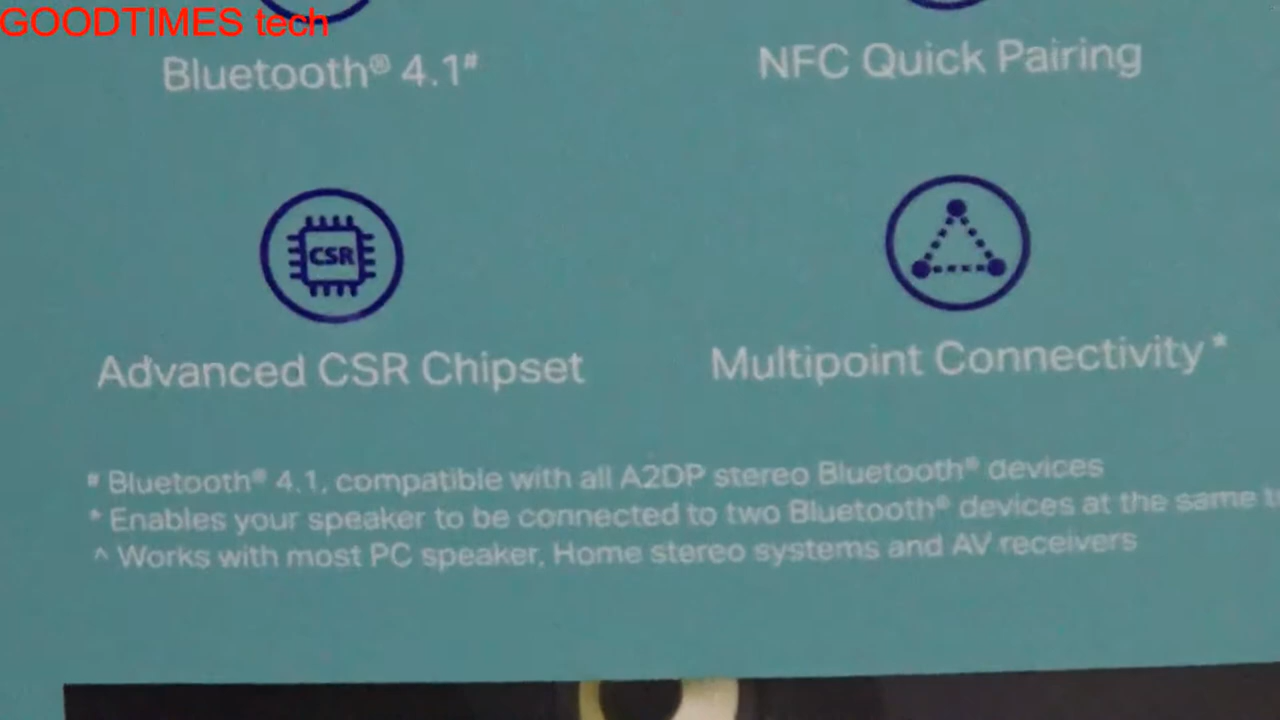 GOODTIMES tech
Bluetooth® 4.1#
NFC Quick Pairing
CSR
Advanced CSR Chipset
Multipoint Connectivity*
# Bluetooth® 4.1, compatible with all A2DP stereo Bluetooth® devices
* Enables your speaker to be connected to two Bluetooth® devices at the same
^ Works with most PC speaker, Home stereo systems and AV receivers